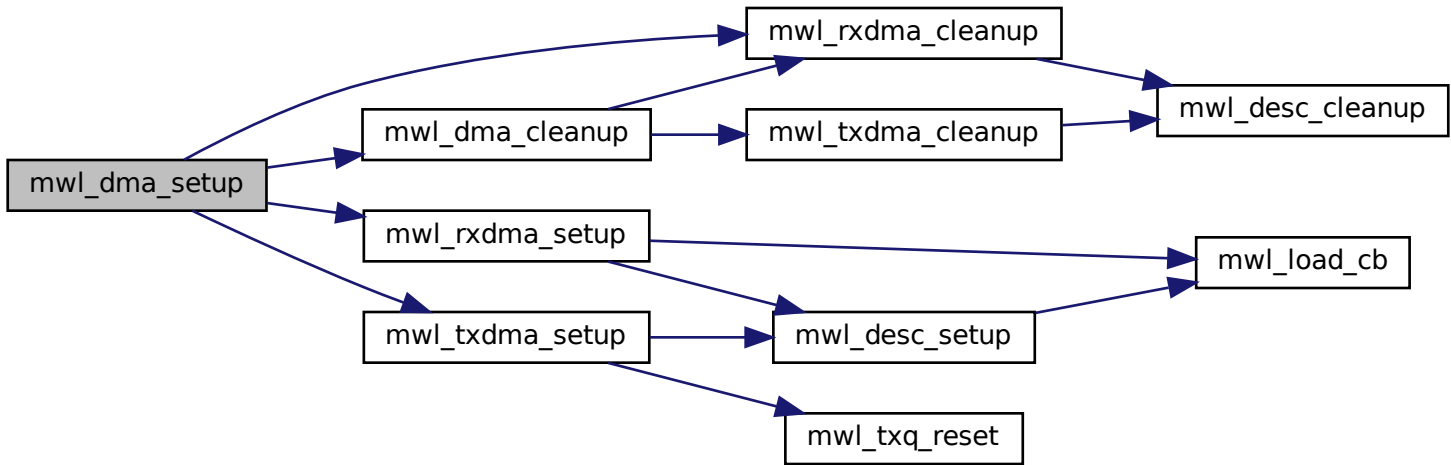 mwl_dma_setup
mwl_rxdma_cleanup
mwl_dma_cleanup
mwl_txdma_cleanup
mwl_desc_cleanup
mwl_rxdma_setup
mwl_txdma_setup
mwl_desc_setup
mwl_load_cb
mwl_txq_reset